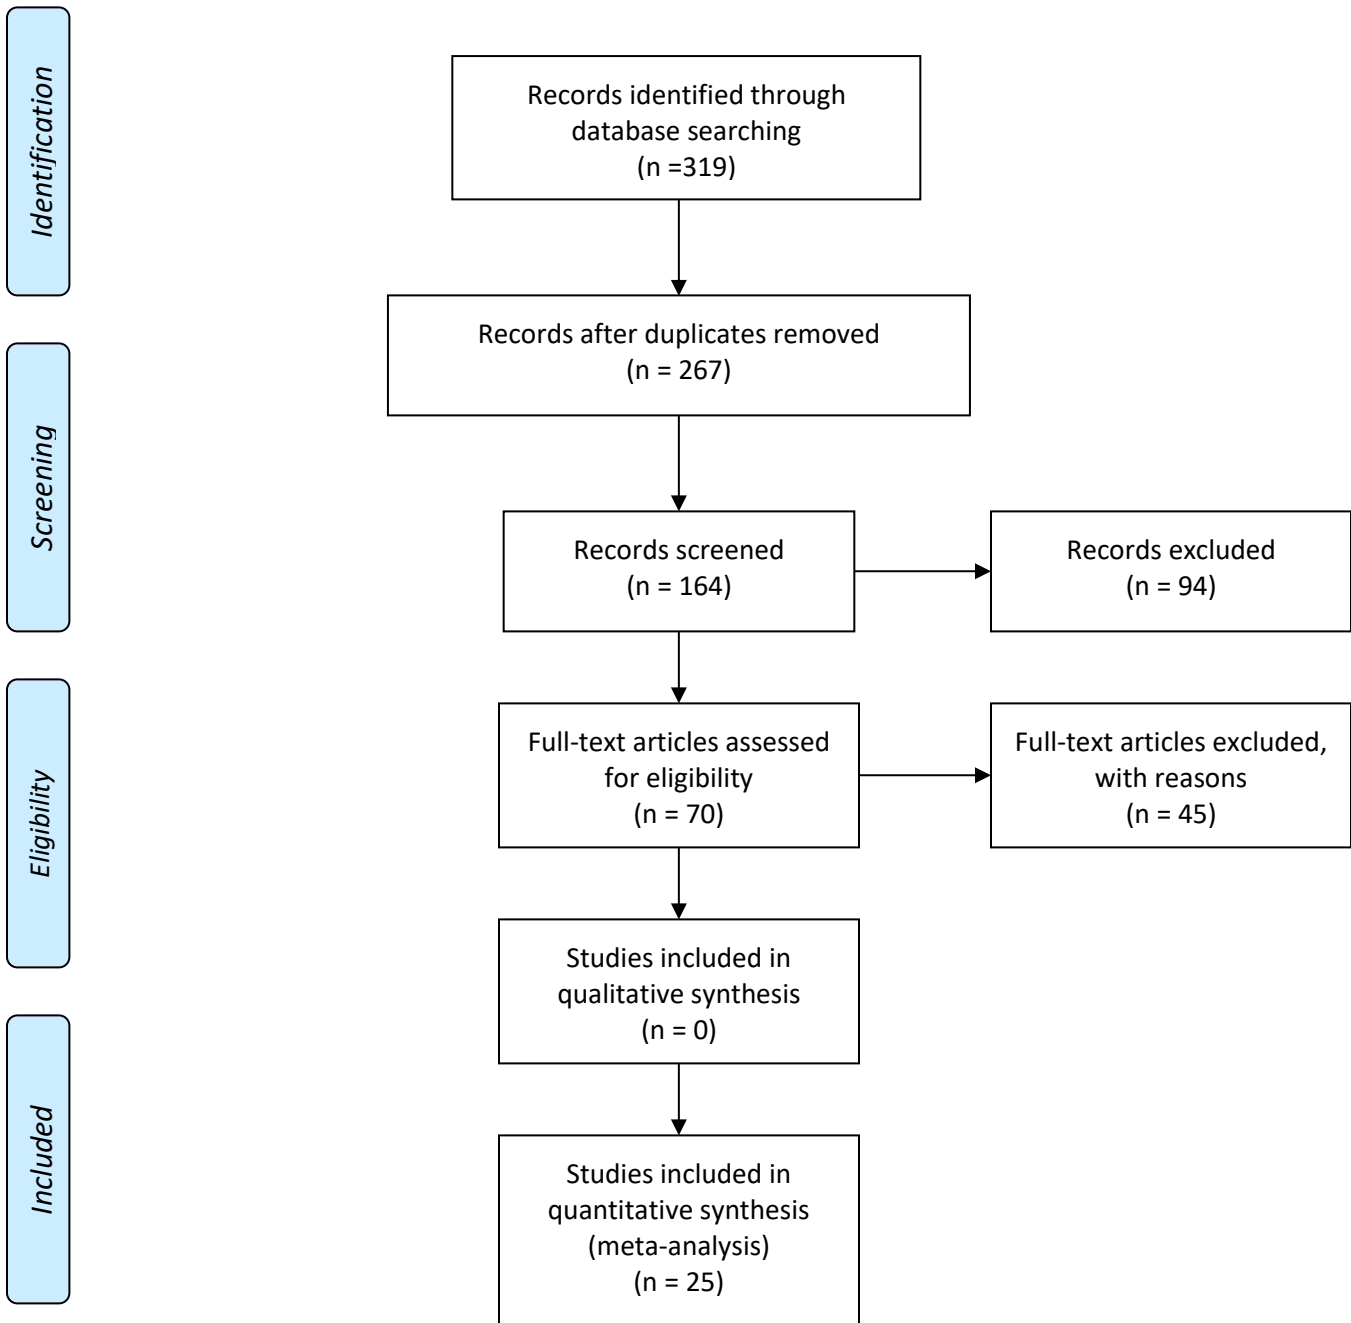 Identification
Records identified through
database searching
(n =319)
Records after duplicates removed
(n = 267)
Screening
Records screened
(n = 164)
Records excluded
(n = 94)
Eligibility
Full-text articles assessed
for eligibility
(n = 70)
Full-text articles excluded,
with reasons
(n = 45)
Studies included in
qualitative synthesis
(n = 0)
Included
Studies included in
quantitative synthesis
(meta-analysis)
(n = 25)